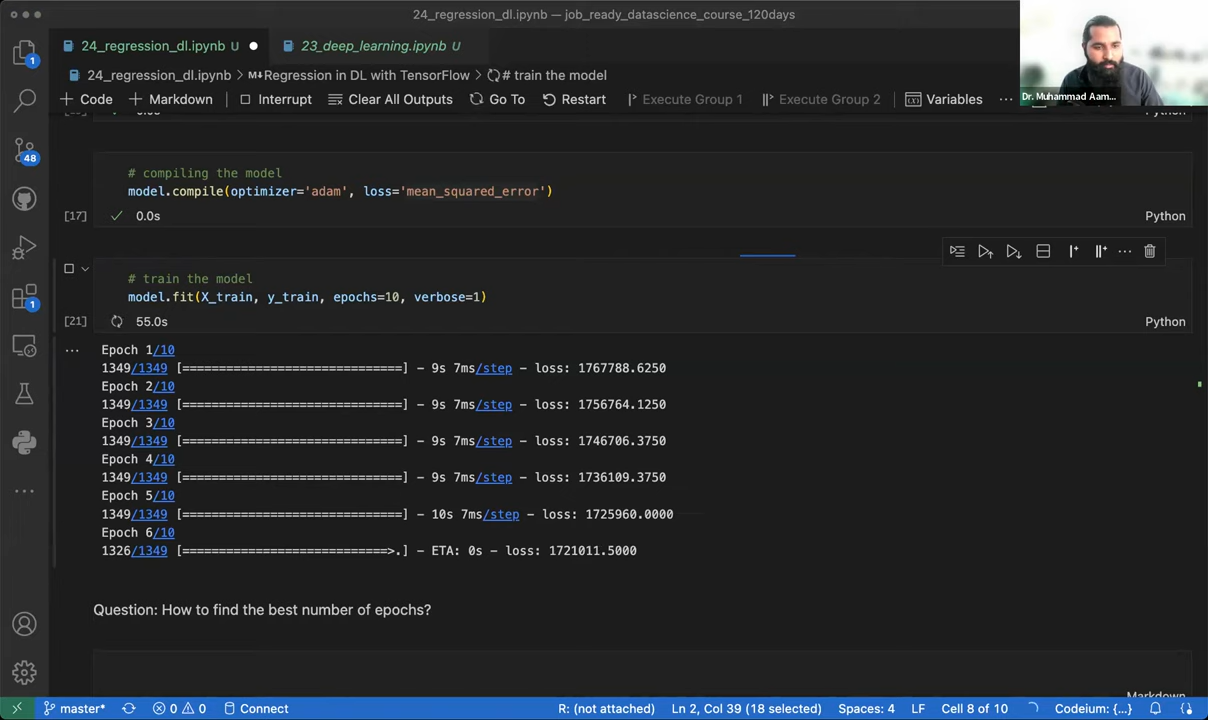 24_regression_dl.ipynb — job_ready_datascience_course_120days
24_regression_dl.ipynb U
23_deep_learning.ipynb U
24_regression_dl.ipynb > M↓Regression in DL with TensorFlow > # train the model
+ Code + Markdown Interrupt Clear All Outputs Go To Restart Execute Group 1 Execute Group 2 Variables ...
Dr. Muhammad Aam...
Python
# compiling the model
model.compile(optimizer='adam', loss='mean_squared_error')
[17] 0.0s Python
# train the model
model.fit(X_train, y_train, epochs=10, verbose=1)
[21] 55.0s Python
Epoch 1/10
1349/1349 [==============================] - 9s 7ms/step - loss: 1767788.6250
Epoch 2/10
1349/1349 [==============================] - 9s 7ms/step - loss: 1756764.1250
Epoch 3/10
1349/1349 [==============================] - 9s 7ms/step - loss: 1746706.3750
Epoch 4/10
1349/1349 [==============================] - 9s 7ms/step - loss: 1736109.3750
Epoch 5/10
1349/1349 [==============================] - 10s 7ms/step - loss: 1725960.0000
Epoch 6/10
1326/1349 [============================>.] - ETA: 0s - loss: 1721011.5000
Question: How to find the best number of epochs?
Markdown
1
48
1
master* 0 0 Connect R: (not attached) Ln 2, Col 39 (18 selected) Spaces: 4 LF Cell 8 of 10 Codeium: {...}